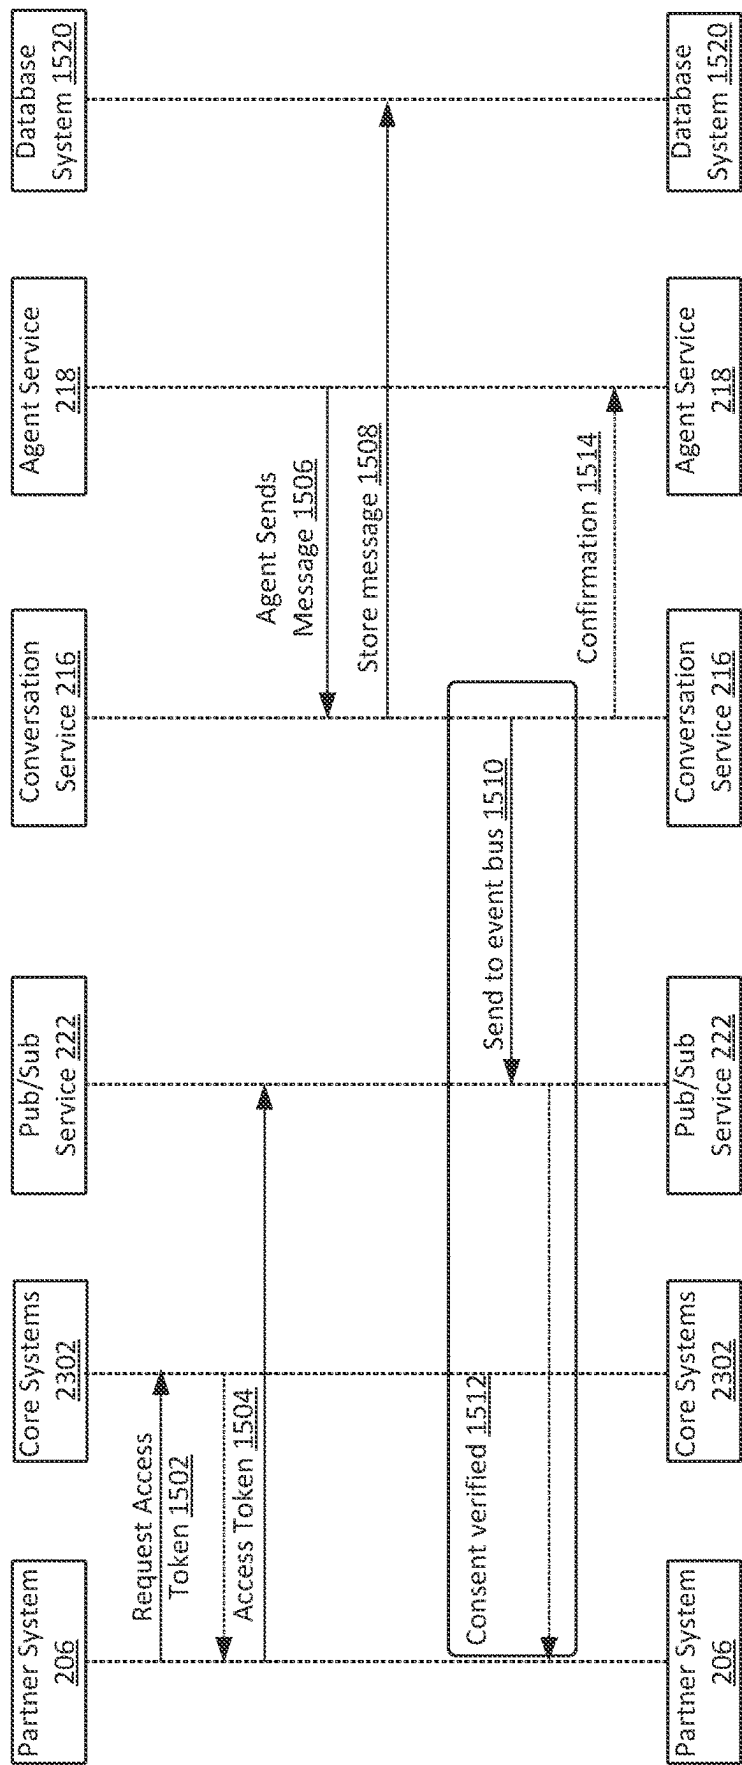 Partner System
206
Core Systems
2302
Pub/Sub
Service 222
Conversation
Service 216
Agent Service
218
Database
System 1520
Request Access
Token 1502
Access Token 1504
Agent Sends
Message 1506
Store message 1508
Consent verified 1512
Send to event bus 1510
Confirmation 1514
Partner System
206
Core Systems
2302
Pub/Sub
Service 222
Conversation
Service 216
Agent Service
218
Database
System 1520